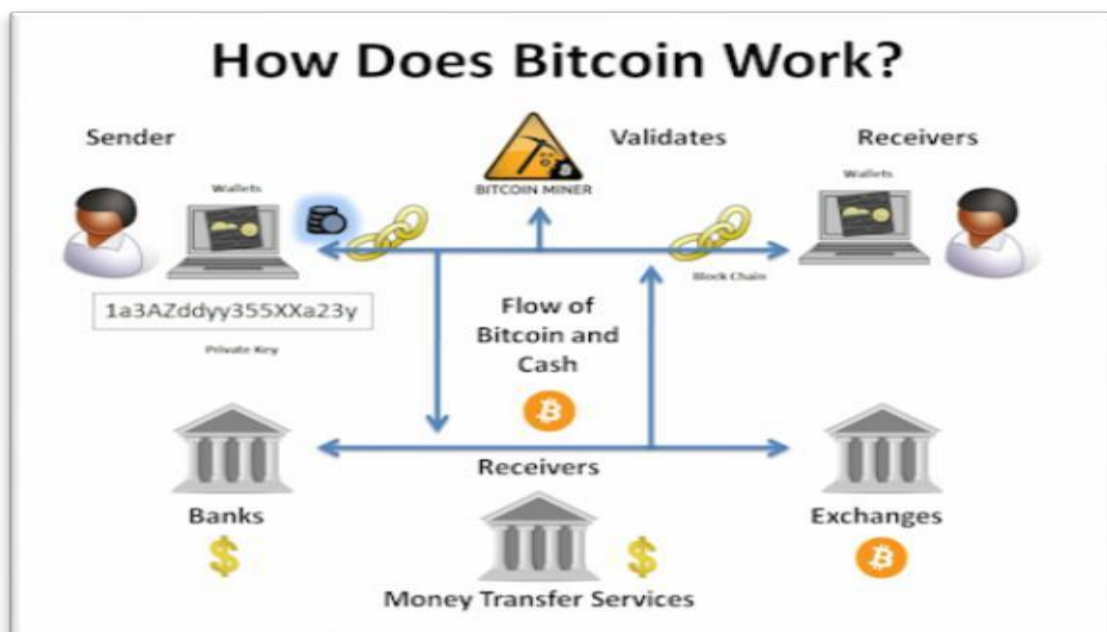 How Does Bitcoin Work?
Sender
Validates
Receivers
Wallets
BITCOIN MINER
Wallets
Block Chain
1a3AZddyy355XXa23y
Private Key
Flow of
Bitcoin and
Cash
Receivers
Banks
Exchanges
$
$
Money Transfer Services